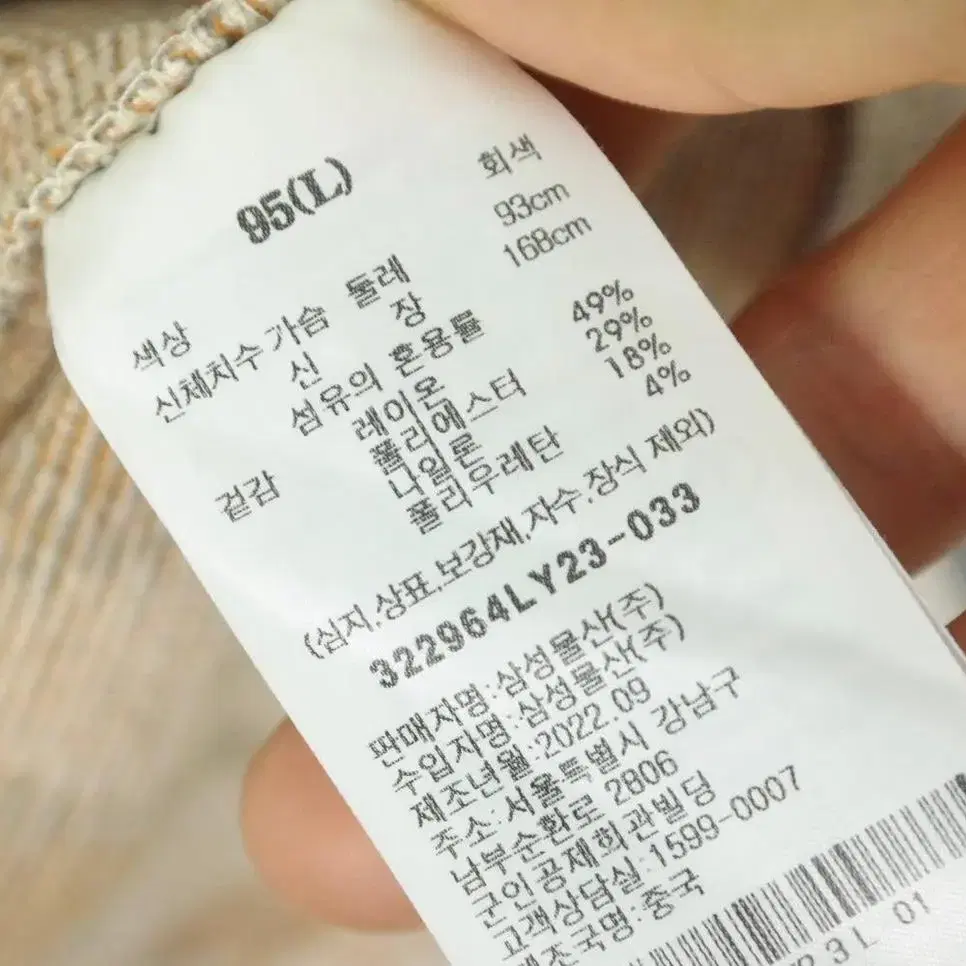 95(L)
색상 회색
신체치수 가슴 둘레 93cm
신 장 168cm
섬유의 혼용률
겉감 레이온 49%
폴리에스터 29%
나일론 18%
폴리우레탄 4%
(심지.상표.보강재.자수.장식 제외)
322964LY23-033
판매자명:삼성물산(주)
수입자명:삼성물산(주)
제조년월:2022.09
주소:서울특별시 강남구
남부순환로 2806
군인공제회관빌딩
고객상담실:1599-0007
제조국명:중국
3 L 01